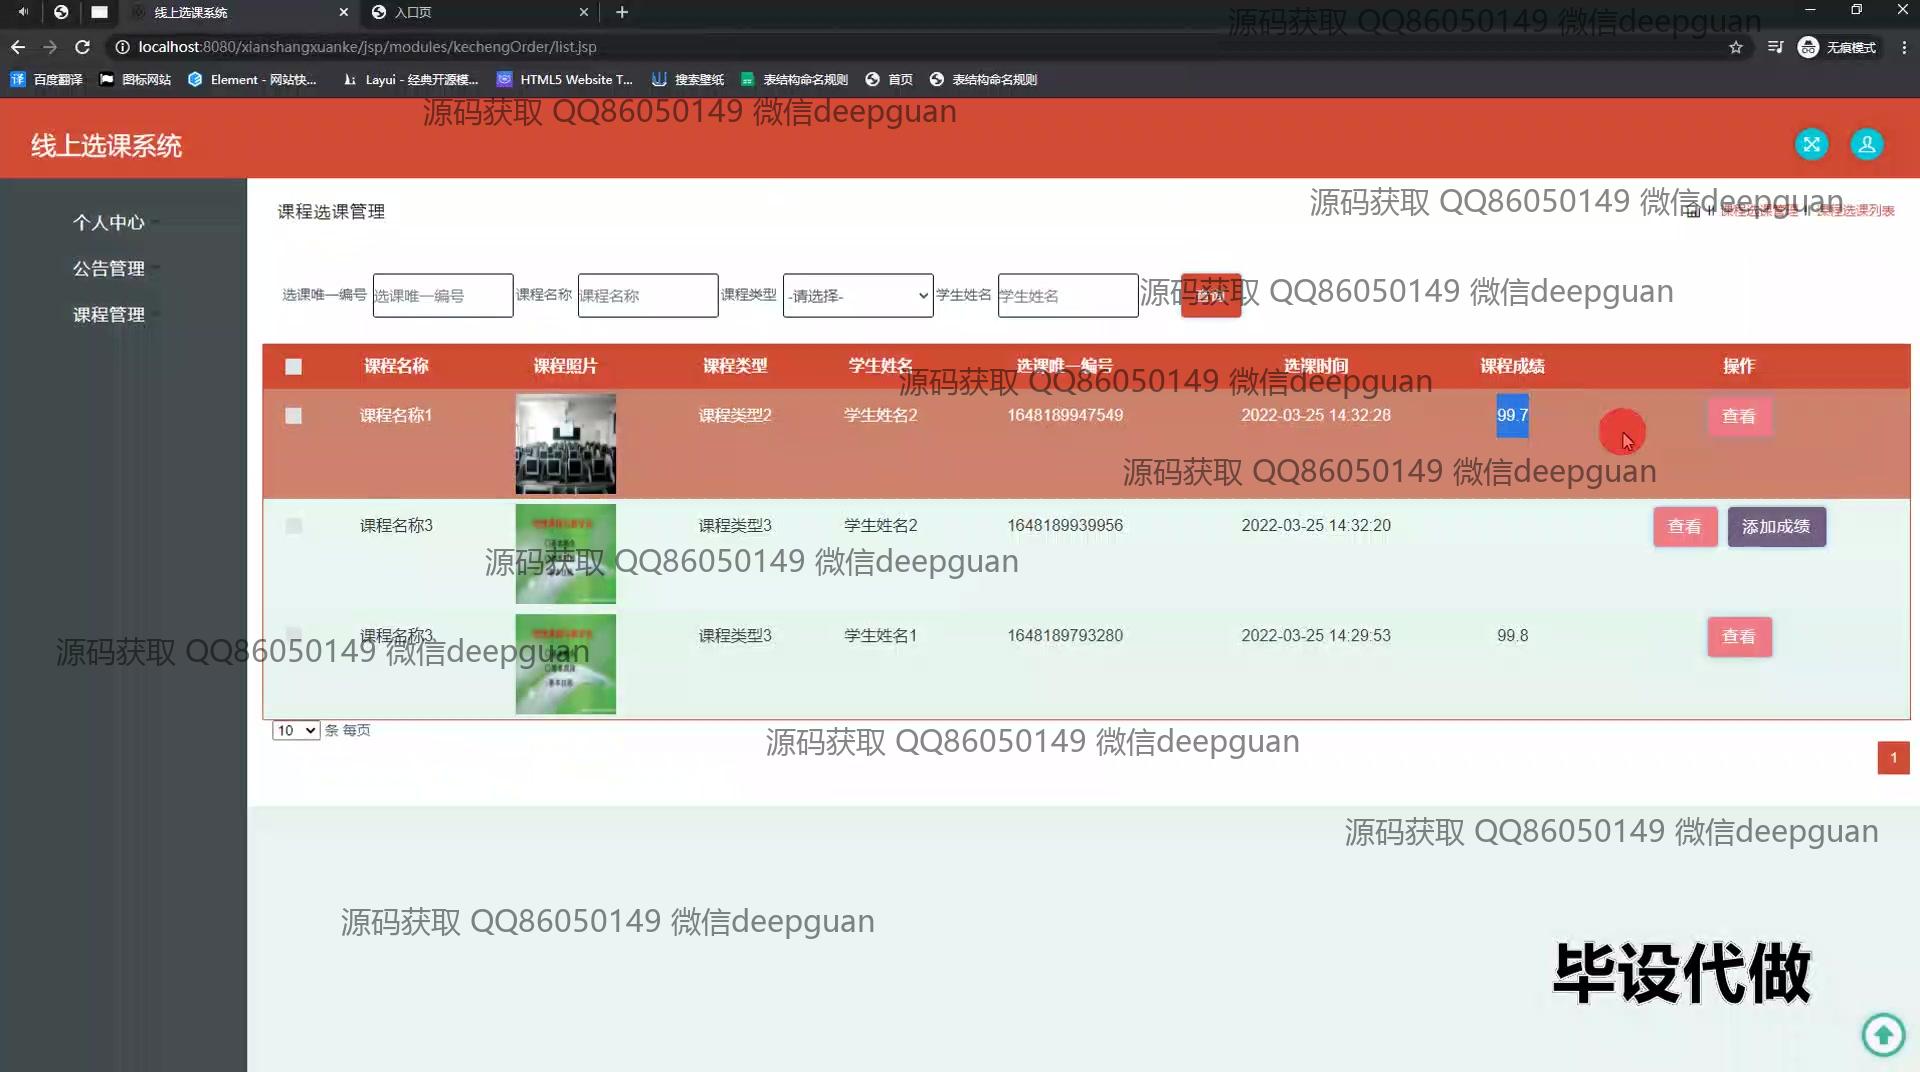 线上选课系统
入口页
localhost:8080/xianshangxuanke/jsp/modules/kechengOrder/list.jsp
无痕模式
百度翻译 图标网站 Element - 网站快... Layui - 经典开源模... HTML5 Website T... 搜索壁纸 表结构命名规则 首页 表结构命名规则
源码获取 QQ86050149 微信deepguan
源码获取 QQ86050149 微信deepguan
线上选课系统
个人中心
公告管理
课程管理
课程选课管理
源码获取 QQ86050149 微信deepguan
课程选课管理 课程选课列表
选课唯一编号 选课唯一编号 课程名称 课程名称 课程类型 -请选择- 学生姓名 学生姓名 查询
源码获取 QQ86050149 微信deepguan
课程名称 课程照片 课程类型 学生姓名 选课唯一编号 选课时间 课程成绩 操作
源码获取 QQ86050149 微信deepguan
课程名称1 课程类型2 学生姓名2 1648189947549 2022-03-25 14:32:28 99.7 查看
源码获取 QQ86050149 微信deepguan
课程名称3 课程类型3 学生姓名2 1648189939956 2022-03-25 14:32:20 查看 添加成绩
源码获取 QQ86050149 微信deepguan
课程名称3 课程类型3 学生姓名1 1648189793280 2022-03-25 14:29:53 99.8 查看
源码获取 QQ86050149 微信deepguan
10 条 每页
源码获取 QQ86050149 微信deepguan
1
源码获取 QQ86050149 微信deepguan
源码获取 QQ86050149 微信deepguan
毕设代做